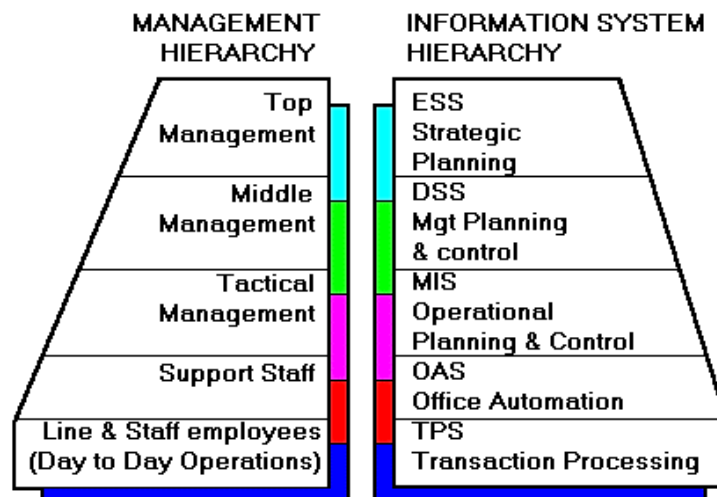 MANAGEMENT
HIERARCHY
Top
Management
Middle
Management
Tactical
Management
Support Staff
Line & Staff employees
(Day to Day Operations)
INFORMATION SYSTEM
HIERARCHY
ESS
Strategic
Planning
DSS
Mgt Planning
& control
MIS
Operational
Planning & Control
OAS
Office Automation
TPS
Transaction Processing